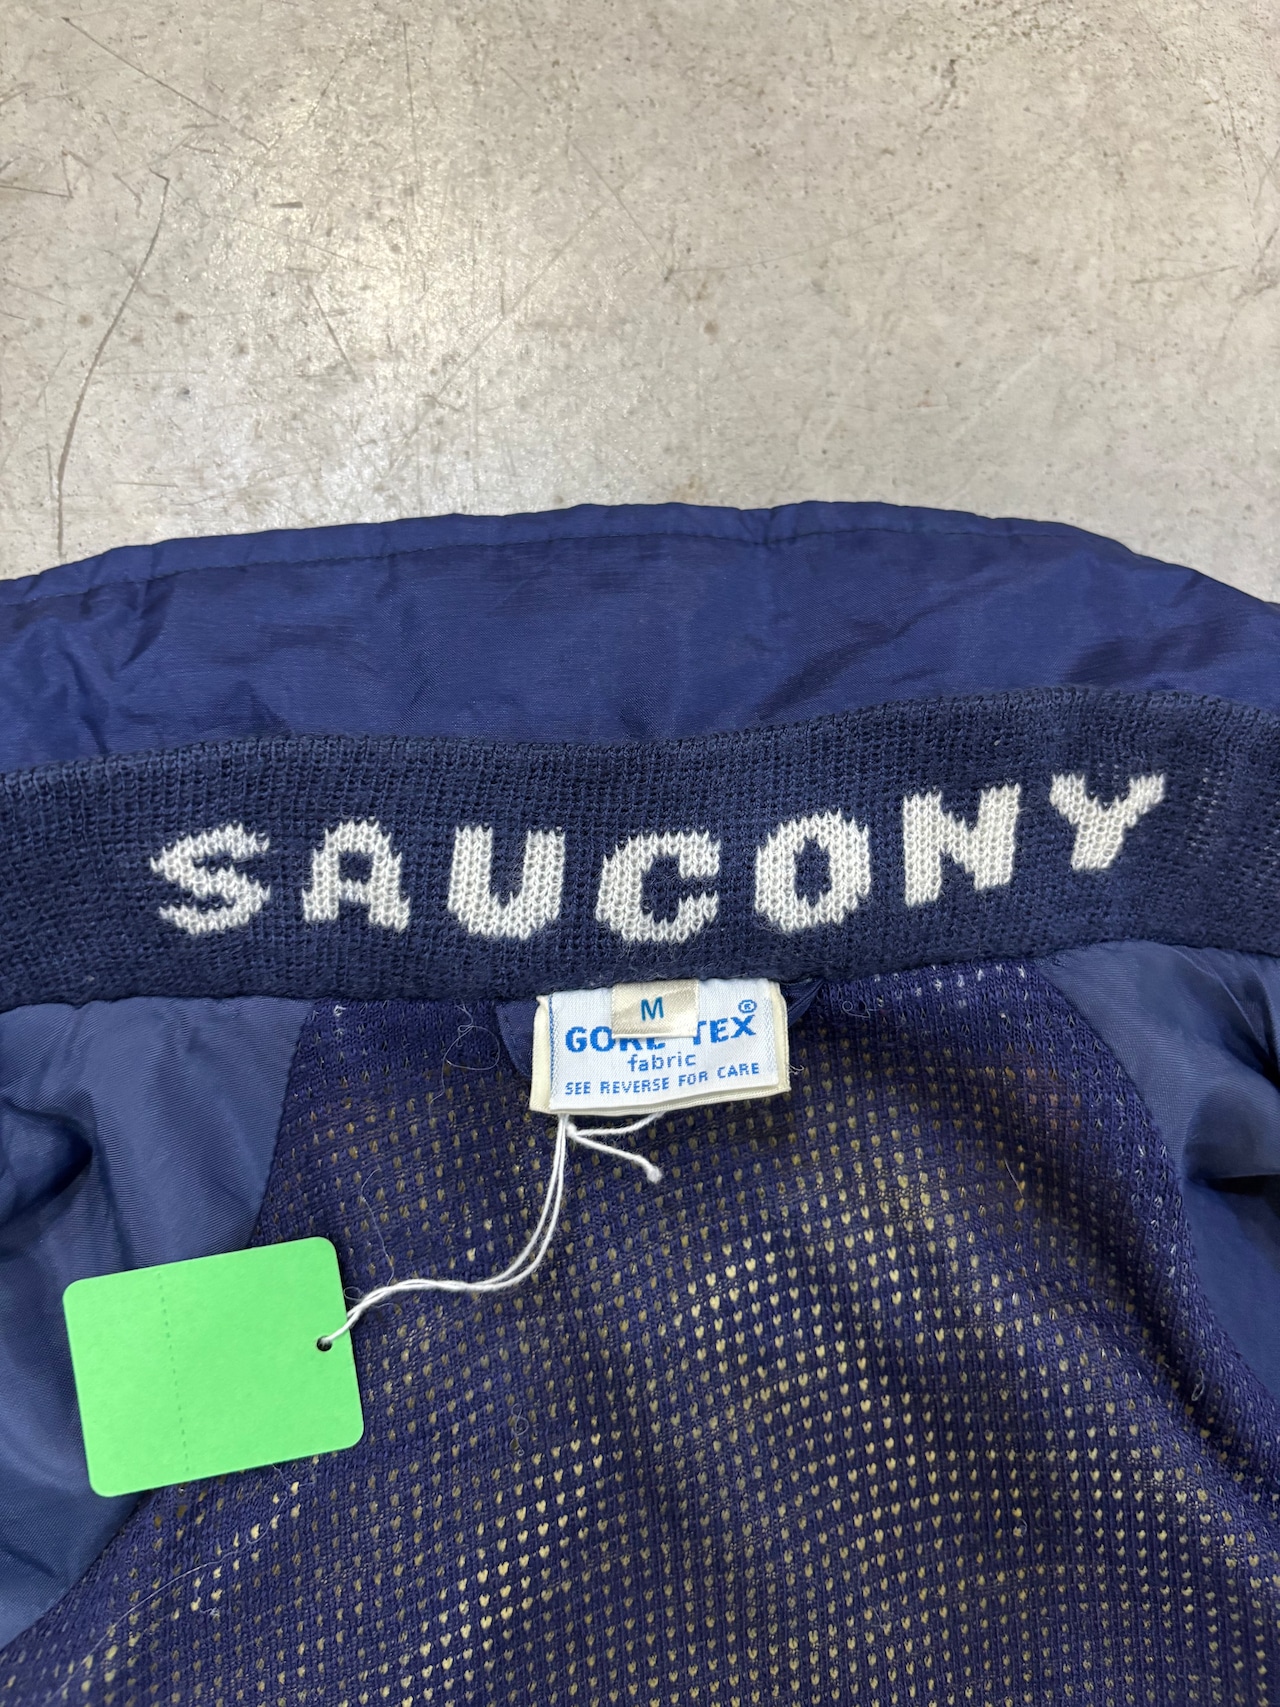 SAUCONY
M
GORE-TEX®
fabric
SEE REVERSE FOR CARE